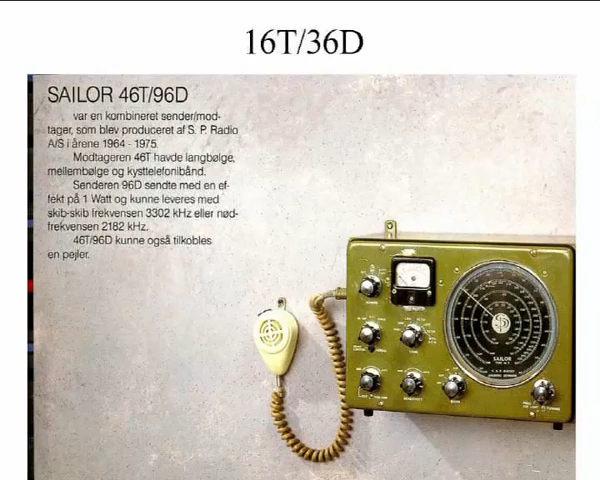 16T/36D
SAILOR 46T/96D
var en kombineret sender/mod-
tager, som blev produceret af S. P. Radio
A/S i årene 1964 - 1975.
Modtageren 46T havde langbølge,
mellembølge og kysttelefonibånd.
Senderen 96D sendte med en ef-
fekt på 1 Watt og kunne leveres med
skib-skib frekvensen 3302 kHz eller nød-
frekvensen 2182 kHz.
46T/96D kunne også tilkobles
en pejler.
SP
SAILOR